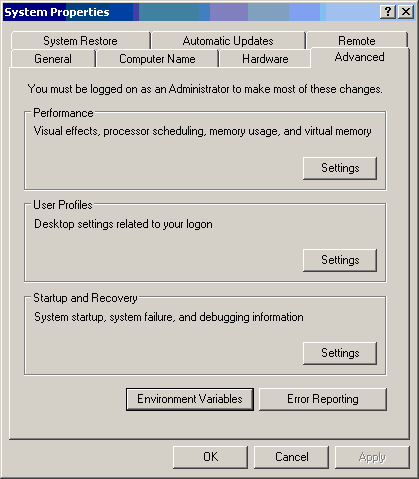 System Properties
System Restore
Automatic Updates
Remote
General
Computer Name
Hardware
Advanced
You must be logged on as an Administrator to make most of these changes.
Performance
Visual effects, processor scheduling, memory usage, and virtual memory
Settings
User Profiles
Desktop settings related to your logon
Settings
Startup and Recovery
System startup, system failure, and debugging information
Settings
Environment Variables
Error Reporting
OK
Cancel
Apply